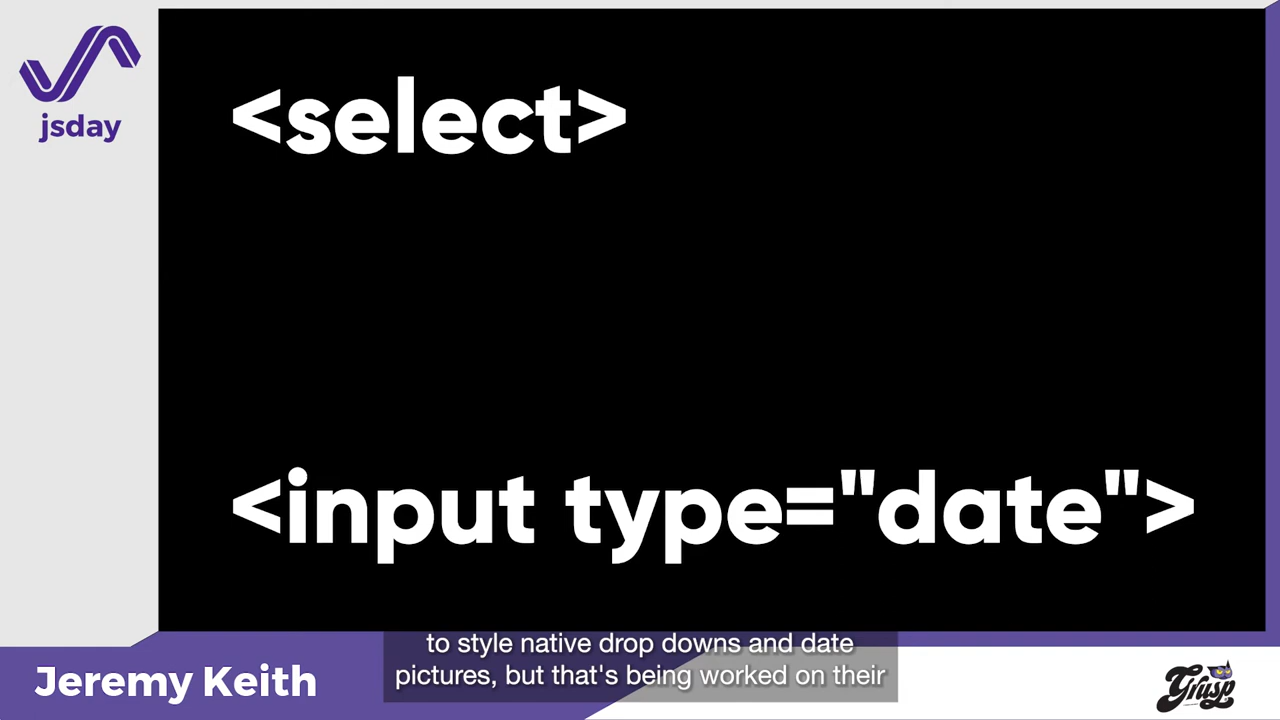 jsday
<select>
<input type="date">
to style native drop downs and date
pictures, but that's being worked on their
Jeremy Keith
Grusp